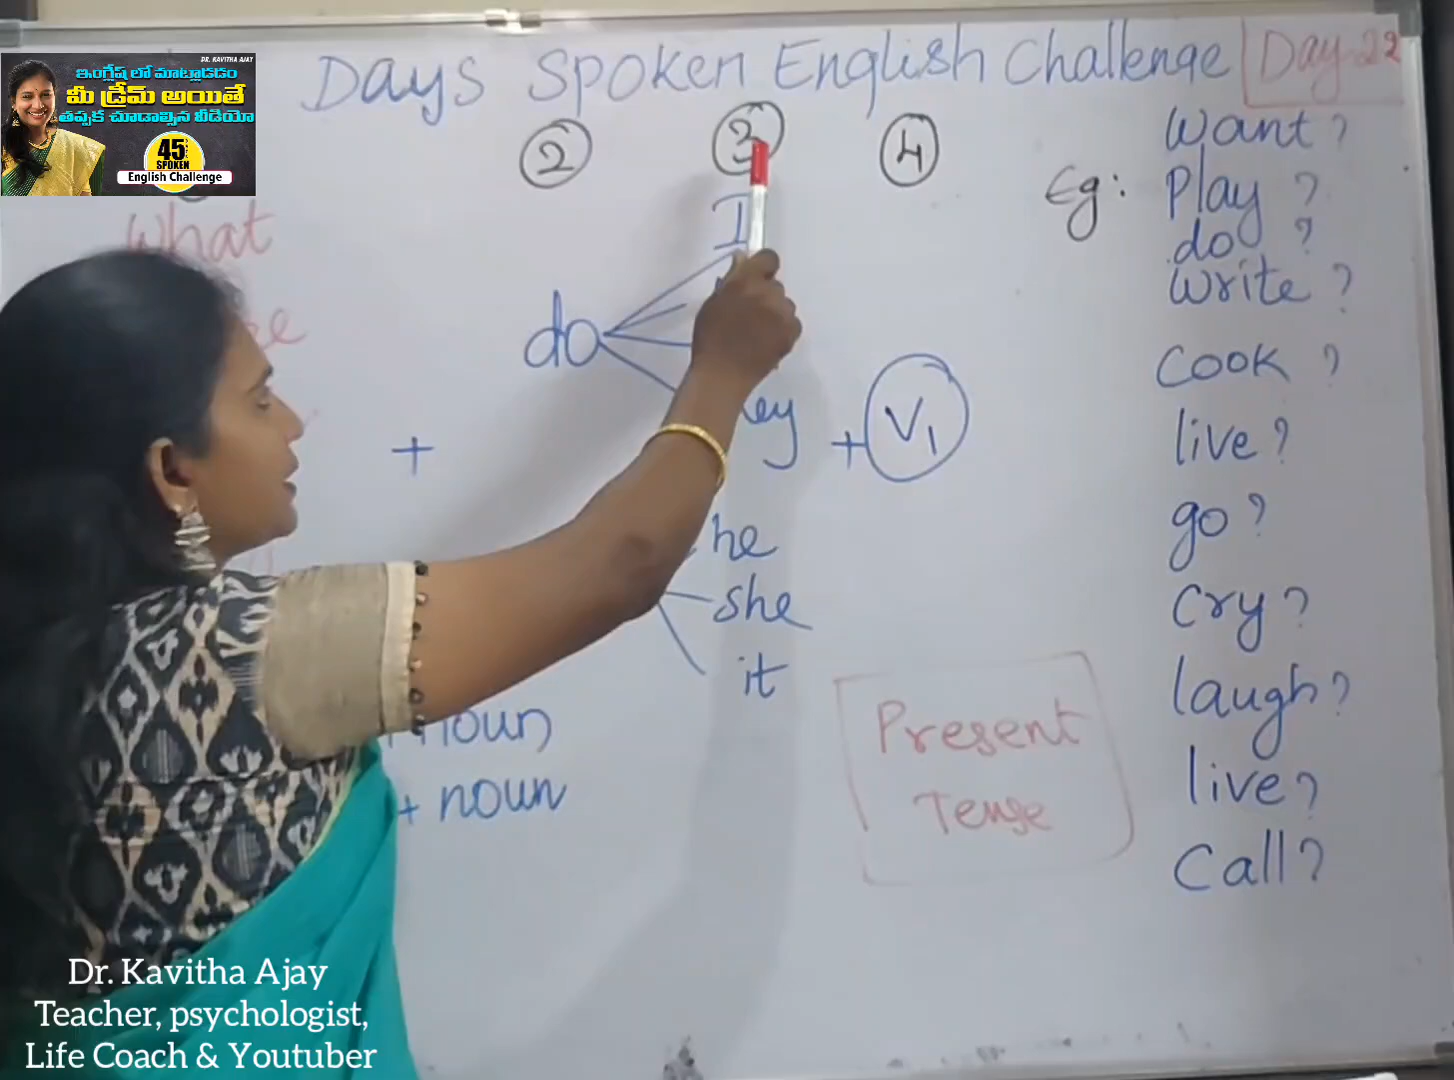 Days Spoken English Challenge Day-22
DR. KAVITHA AJAY
ఇంగ్లీష్ లో మాట్లాడడం
మీ డ్రీమ్ అయితే
తప్పక చూడాల్సిన వీడియో
45
SPOKEN
English Challenge
2 3 4
What
I
do
+
+ V1
he
she
it
noun
+ noun
Present
Tense
Eg:
Want?
Play?
do?
Write?
Cook?
live?
go?
Cry?
laugh?
live?
Call?
Dr. Kavitha Ajay
Teacher, psychologist,
Life Coach & Youtuber